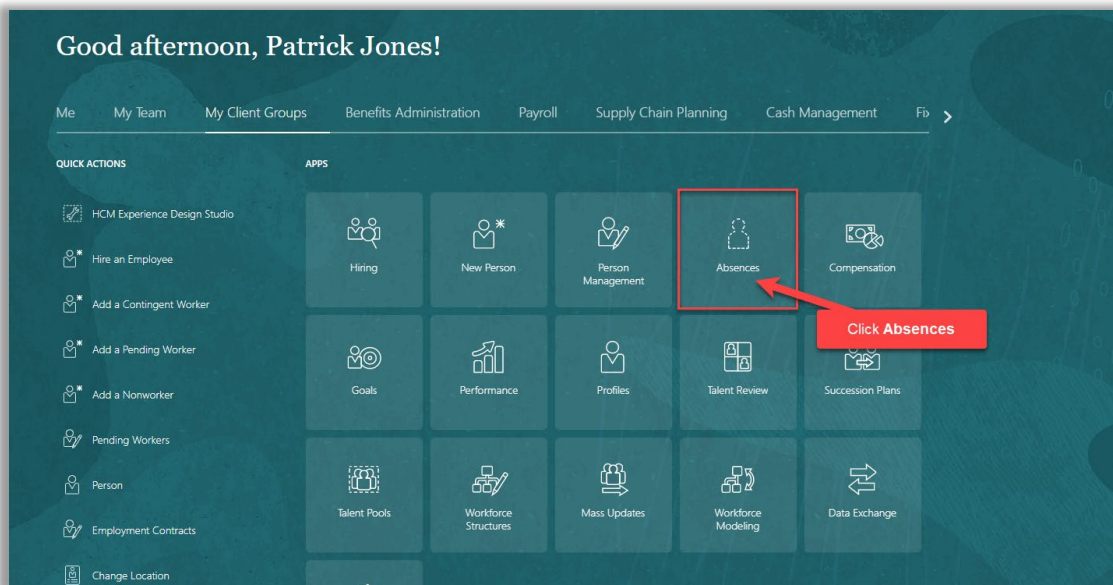 Good afternoon, Patrick Jones!
Me
My Team
My Client Groups
Benefits Administration
Payroll
Supply Chain Planning
Cash Management
QUICK ACTIONS
HCM Experience Design Studio
Hire an Employee
Add a Contingent Worker
Add a Pending Worker
Add a Nonworker
Pending Workers
Person
Employment Contracts
Change Location
APPS
Hiring
New Person
Person
Management
Absences
Compensation
Click Absences
Goals
Performance
Profiles
Talent Review
Succession Plans
Talent Pools
Workforce
Structures
Mass Updates
Workforce
Modeling
Data Exchange